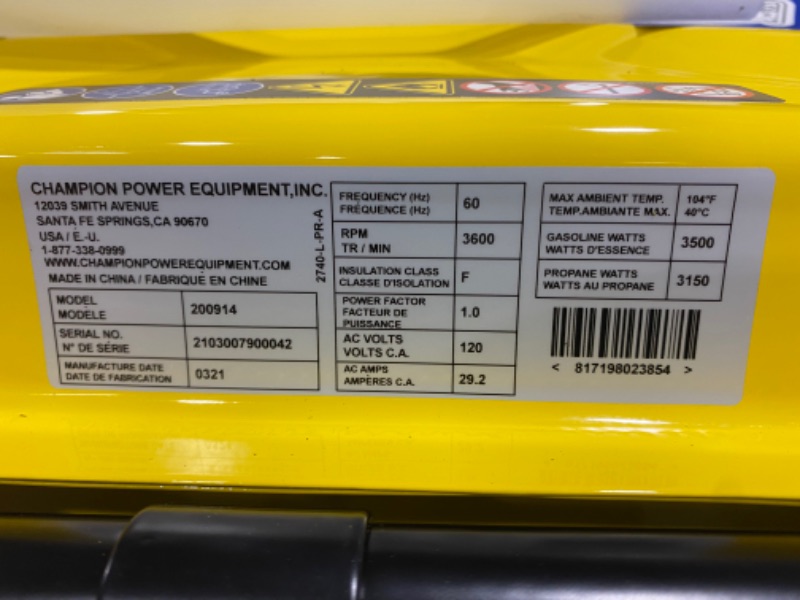 CHAMPION POWER EQUIPMENT,INC.
12039 SMITH AVENUE
SANTA FE SPRINGS,CA 90670
USA / E.-U.
1-877-338-0999
WWW.CHAMPIONPOWEREQUIPMENT.COM
MADE IN CHINA / FABRIQUÉ EN CHINE
MODEL
MODÈLE
200914
SERIAL NO.
N° DE SÉRIE
2103007900042
MANUFACTURE DATE
DATE DE FABRICATION
0321
2740-L-PR-A
FREQUENCY (Hz)
FRÉQUENCE (Hz)
60
RPM
TR / MIN
3600
INSULATION CLASS
CLASSE D'ISOLATION
F
POWER FACTOR
FACTEUR DE
PUISSANCE
1.0
AC VOLTS
VOLTS C.A.
120
AC AMPS
AMPÈRES C.A.
29.2
MAX AMBIENT TEMP.
TEMP.AMBIANTE MAX.
104°F
40°C
GASOLINE WATTS
WATTS D'ESSENCE
3500
PROPANE WATTS
WATTS AU PROPANE
3150
< 817198023854 >